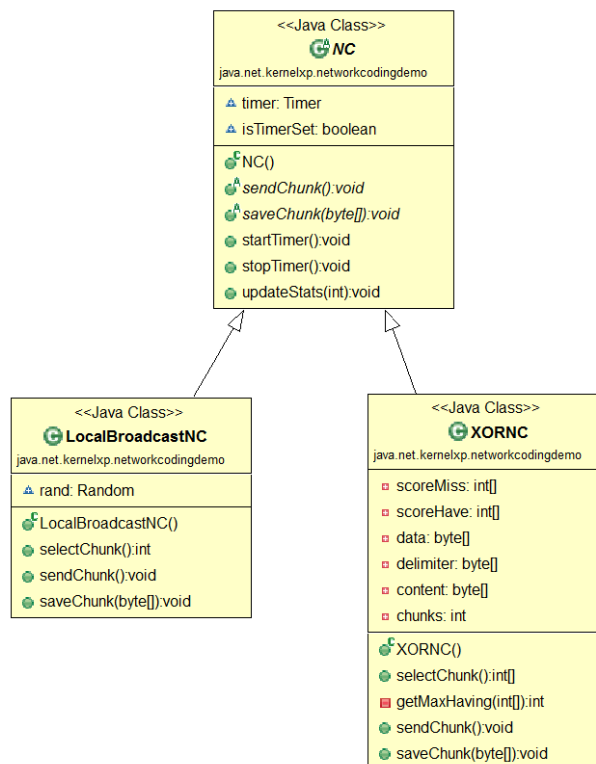 <<Java Class>>
NC
java.net.kernelxp.networkcodingdemo
timer: Timer
isTimerSet: boolean
NC()
sendChunk():void
saveChunk(byte[]):void
startTimer():void
stopTimer():void
updateStats(int):void
<<Java Class>>
LocalBroadcastNC
java.net.kernelxp.networkcodingdemo
rand: Random
LocalBroadcastNC()
selectChunk():int
sendChunk():void
saveChunk(byte[]):void
<<Java Class>>
XORNC
java.net.kernelxp.networkcodingdemo
scoreMiss: int[]
scoreHave: int[]
data: byte[]
delimiter: byte[]
content: byte[]
chunks: int
XORNC()
selectChunk():int[]
getMaxHaving(int[]):int
sendChunk():void
saveChunk(byte[]):void